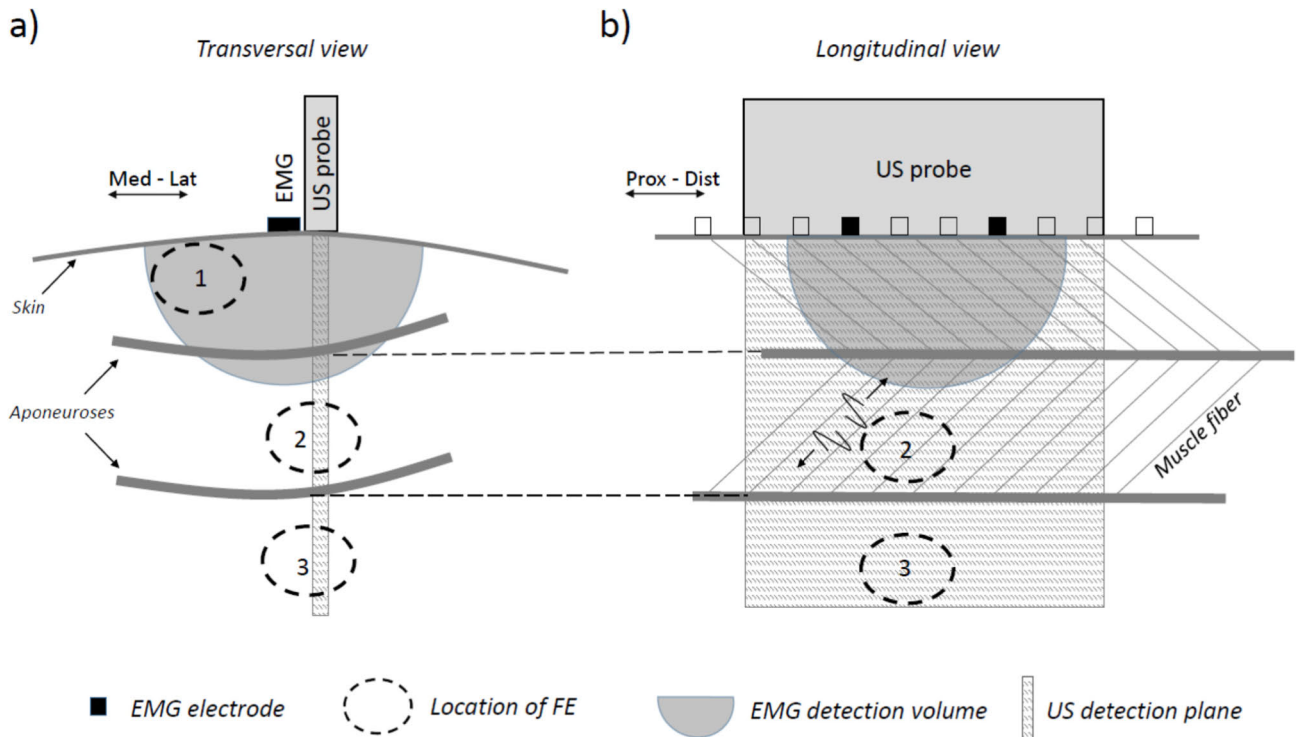 a)
Transversal view
b)
Longitudinal view
EMG
US probe
Med - Lat
Prox - Dist
US probe
1
Skin
Aponeuroses
2
2
Muscle fiber
3
3
EMG electrode
Location of FE
EMG detection volume
US detection plane